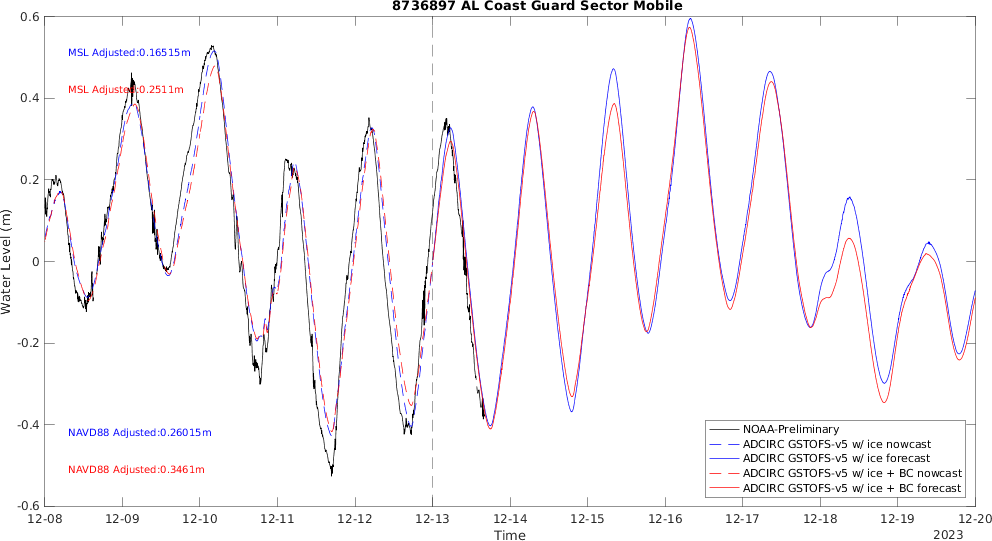 8736897 AL Coast Guard Sector Mobile
0.6
MSL Adjusted:0.16515m
MSL Adjusted:0.2511m
0.4
0.2
0
-0.2
-0.4
-0.6
Water Level (m)
NAVD88 Adjusted:0.26015m
NAVD88 Adjusted:0.3461m
NOAA-Preliminary
ADCIRC GSTOFS-v5 w/ ice nowcast
ADCIRC GSTOFS-v5 w/ ice forecast
ADCIRC GSTOFS-v5 w/ ice + BC nowcast
ADCIRC GSTOFS-v5 w/ ice + BC forecast
12-08 12-09 12-10 12-11 12-12 12-13 12-14 12-15 12-16 12-17 12-18 12-19 12-20
Time
2023